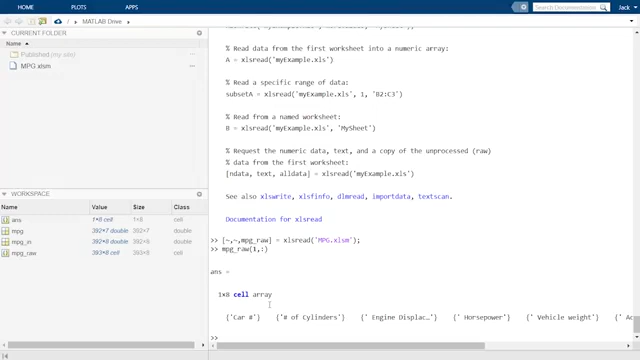 HOME PLOTS APPS Search Documentation Jack
MATLAB Drive
CURRENT FOLDER
Name
Published (my site)
MPG.xlsm
WORKSPACE
Name Value Size Class
ans 1×8 cell 1×8 cell
mpg 392×7 double 392×7 double
mpg_in 392×8 double 392×8 double
mpg_raw 393×8 cell 393×8 cell
% Read data from the first worksheet into a numeric array:
A = xlsread('myExample.xls')
% Read a specific range of data:
subsetA = xlsread('myExample.xls', 1, 'B2:C3')
% Read from a named worksheet:
B = xlsread('myExample.xls', 'MySheet')
% Request the numeric data, text, and a copy of the unprocessed (raw)
% data from the first worksheet:
[ndata, text, alldata] = xlsread('myExample.xls')
See also xlswrite, xlsfinfo, dlmread, importdata, textscan.
Documentation for xlsread
>> [~,~,mpg_raw] = xlsread('MPG.xlsm');
>> mpg_raw(1,:)
ans =
1×8 cell array
{'Car #'} {'# of Cylinders'} {' Engine Displac…'} {' Horsepower'} {' Vehicle weight'} {' Ac
>>